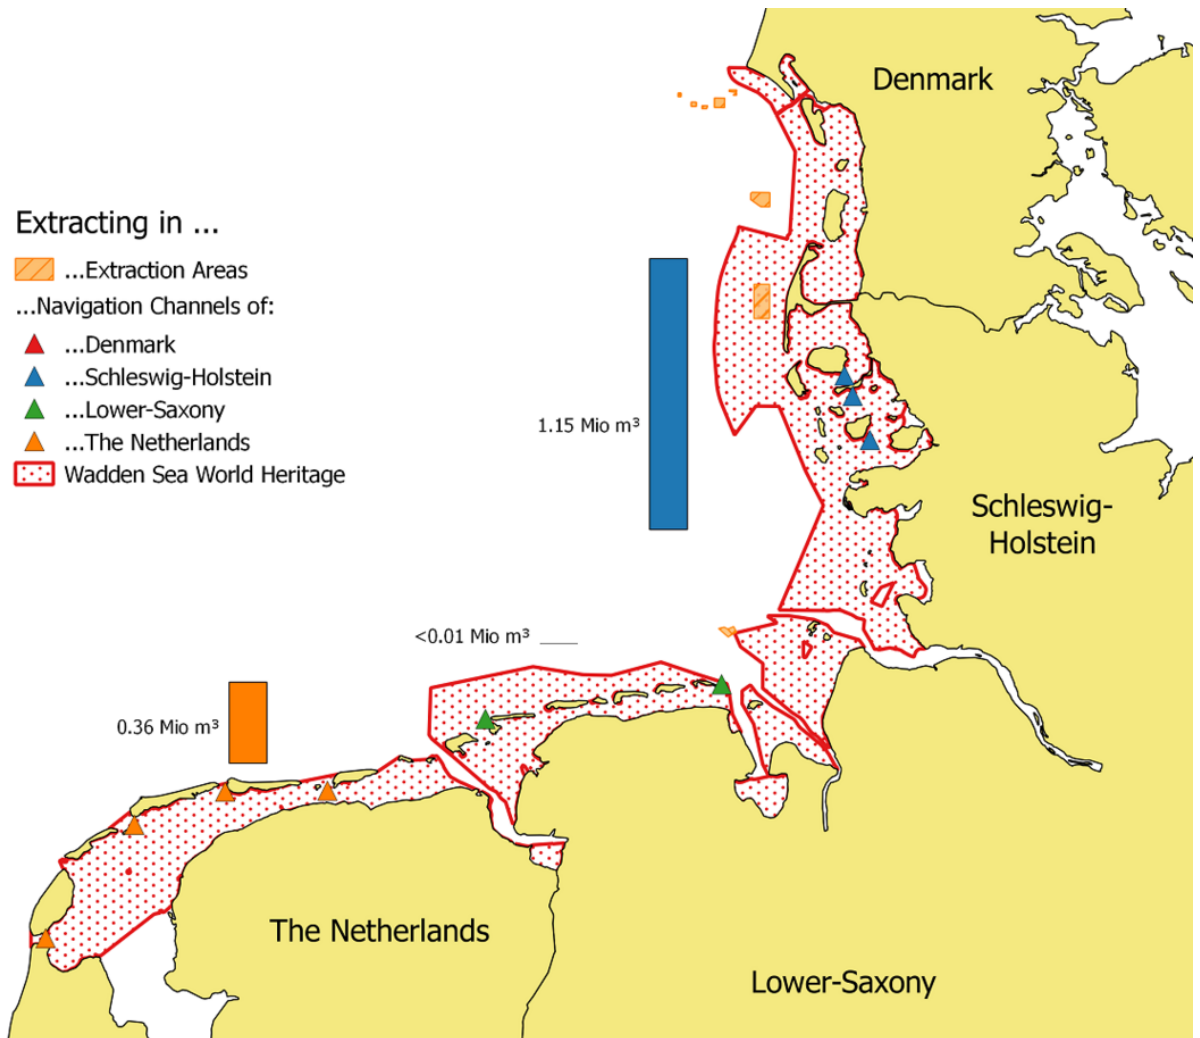 Denmark
Extracting in ...
...Extraction Areas
...Navigation Channels of:
...Denmark
...Schleswig-Holstein
...Lower-Saxony
...The Netherlands
Wadden Sea World Heritage
1.15 Mio m³
Schleswig-
Holstein
<0.01 Mio m³
0.36 Mio m³
The Netherlands
Lower-Saxony